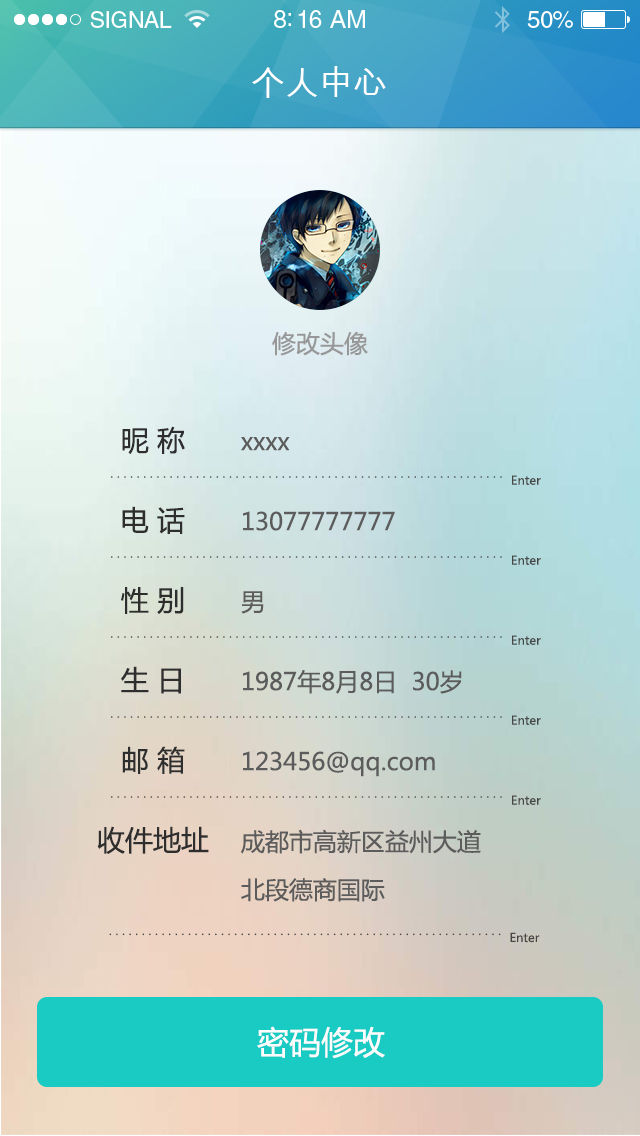 SIGNAL 8:16 AM 50%
个人中心
修改头像
昵 称 xxxx
Enter
电 话 13077777777
Enter
性 别 男
Enter
生 日 1987年8月8日 30岁
Enter
邮 箱 123456@qq.com
Enter
收件地址 成都市高新区益州大道
北段德商国际
Enter
密码修改